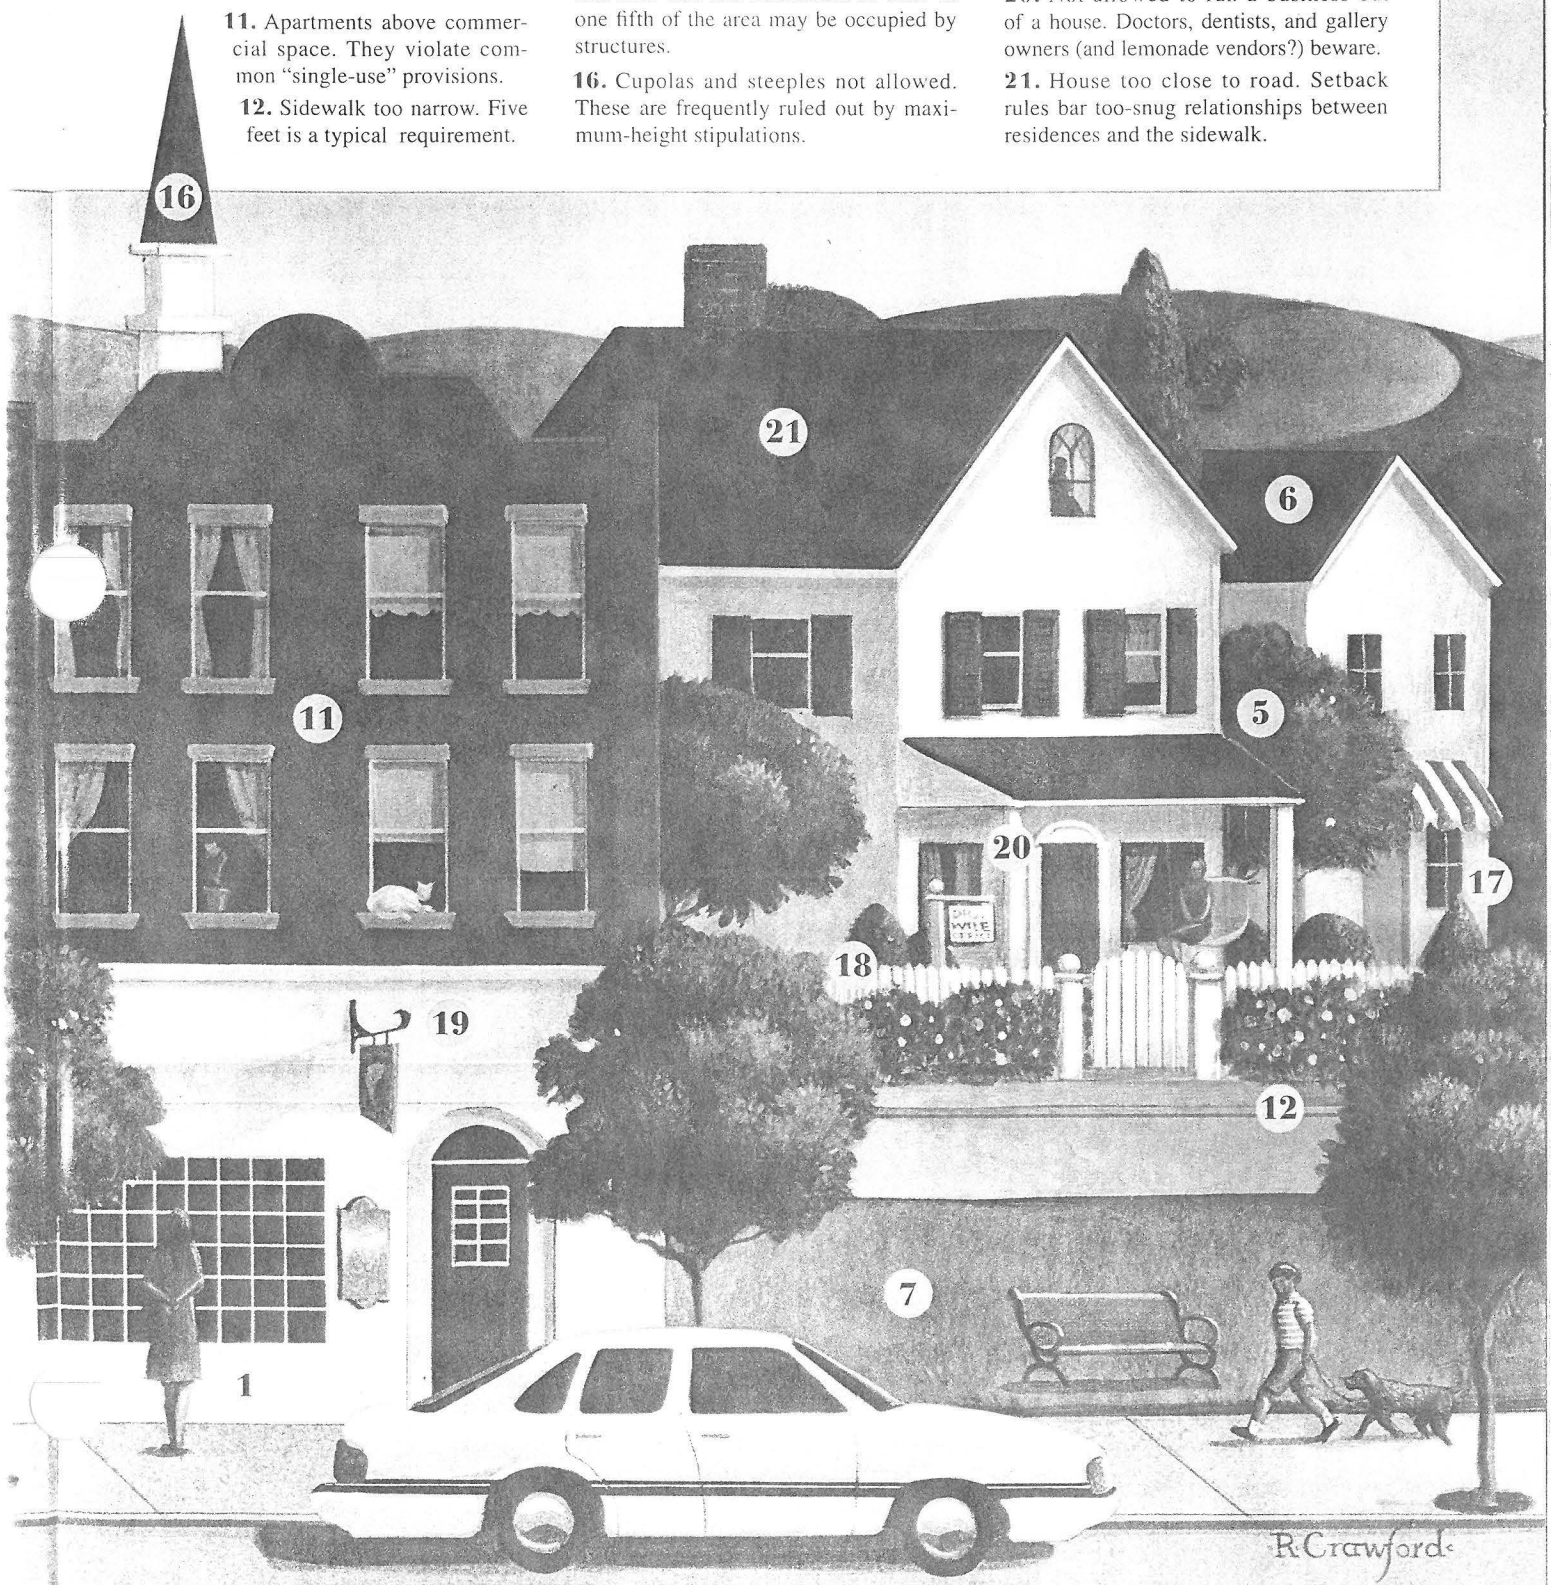 11. Apartments above commer-
cial space. They violate com-
mon “single-use” provisions.
12. Sidewalk too narrow. Five
feet is a typical requirement.
one fifth of the area may be occupied by
structures.
16. Cupolas and steeples not allowed.
These are frequently ruled out by maxi-
mum-height stipulations.
of a house. Doctors, dentists, and gallery
owners (and lemonade vendors?) beware.
21. House too close to road. Setback
rules bar too-snug relationships between
residences and the sidewalk.
16
21
6
11
5
20
17
18
19
12
7
1
R·Crawford·